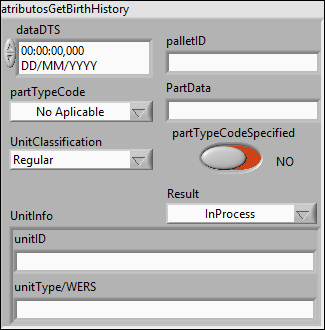 atributosGetBirthHistory
dataDTS
00:00:00,000
DD/MM/YYYY
palletID
partTypeCode
No Aplicable
PartData
UnitClassification
Regular
partTypeCodeSpecified
NO
Result
InProcess
UnitInfo
unitID
unitType/WERS